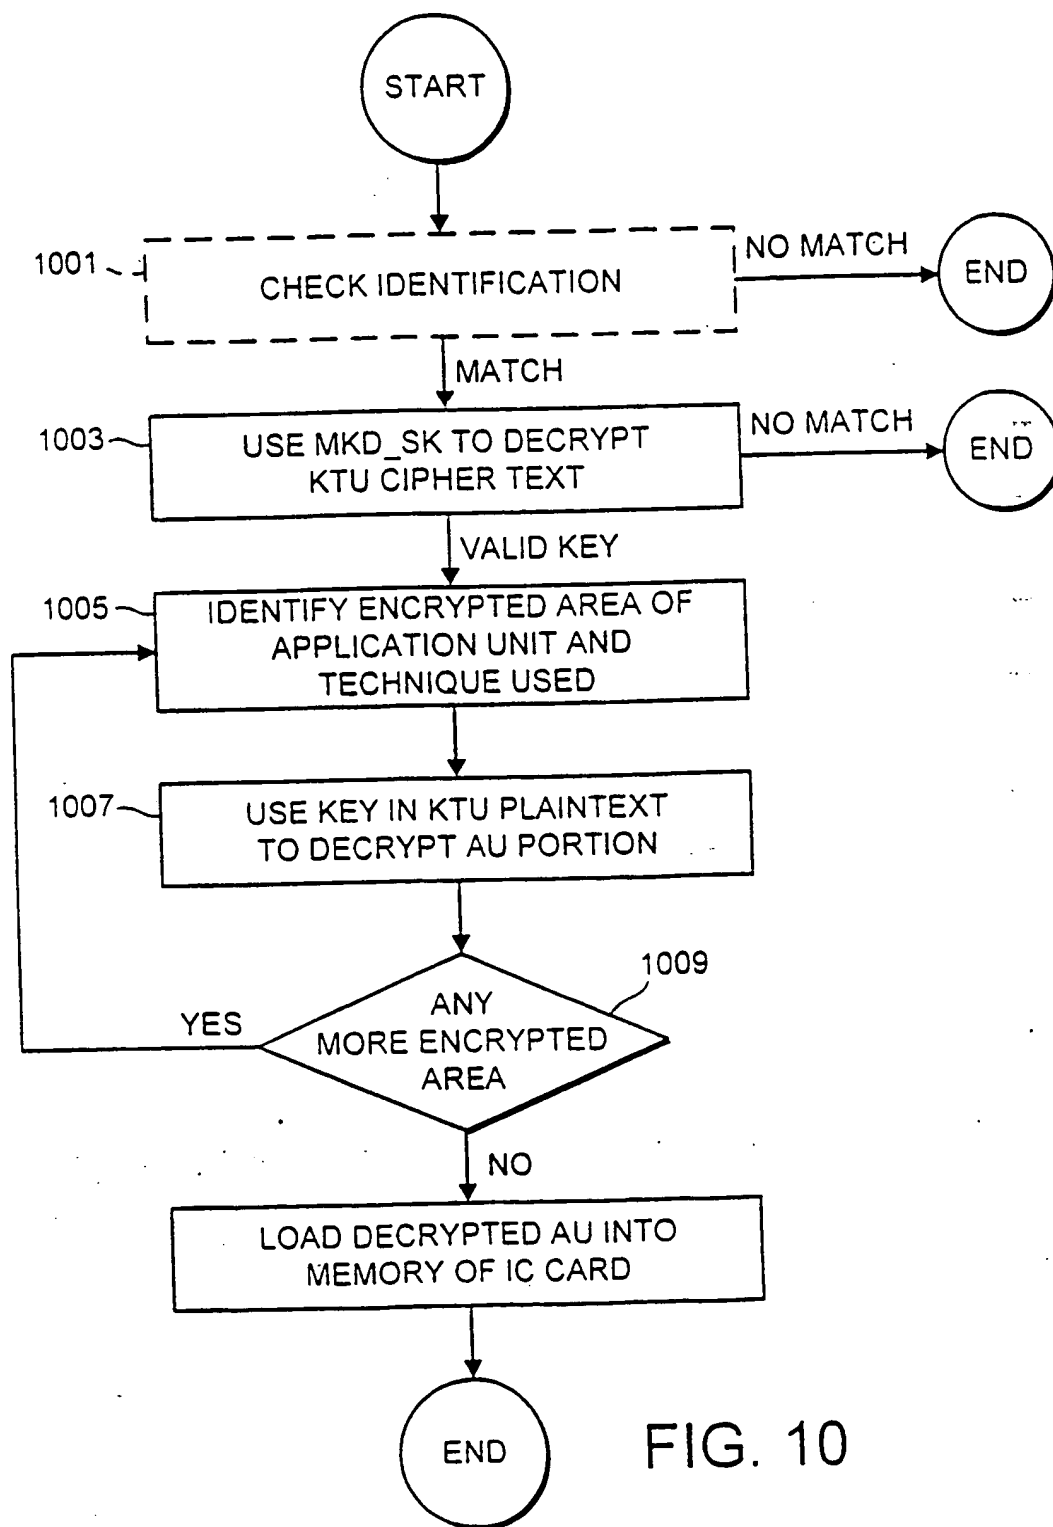 START
1001
CHECK IDENTIFICATION
NO MATCH
END
MATCH
1003
USE MKD_SK TO DECRYPT
KTU CIPHER TEXT
NO MATCH
END
VALID KEY
1005
IDENTIFY ENCRYPTED AREA OF
APPLICATION UNIT AND
TECHNIQUE USED
1007
USE KEY IN KTU PLAINTEXT
TO DECRYPT AU PORTION
1009
ANY
MORE ENCRYPTED
AREA
YES
NO
LOAD DECRYPTED AU INTO
MEMORY OF IC CARD
END
FIG. 10